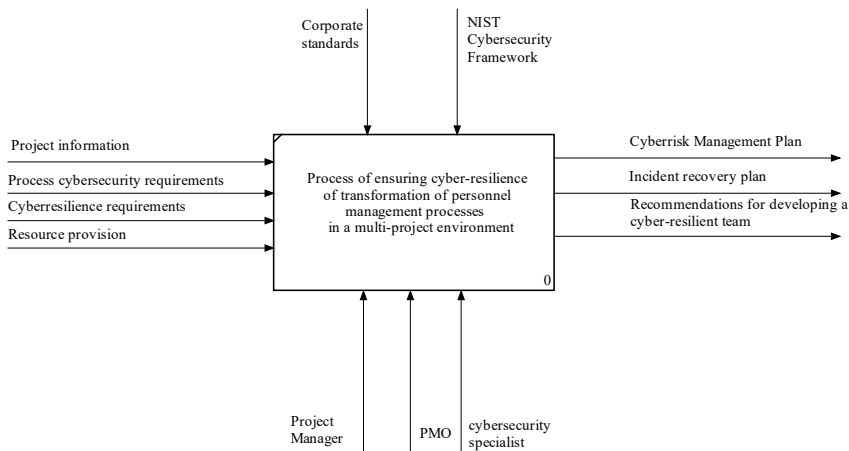 Corporate
standards
NIST
Cybersecurity
Framework
Project information
Process cybersecurity requirements
Cyberresilience requirements
Resource provision
Process of ensuring cyber-resilience
of transformation of personnel
management processes
in a multi-project environment
0
Cyberrisk Management Plan
Incident recovery plan
Recommendations for developing a
cyber-resilient team
Project
Manager
PMO
cybersecurity
specialist